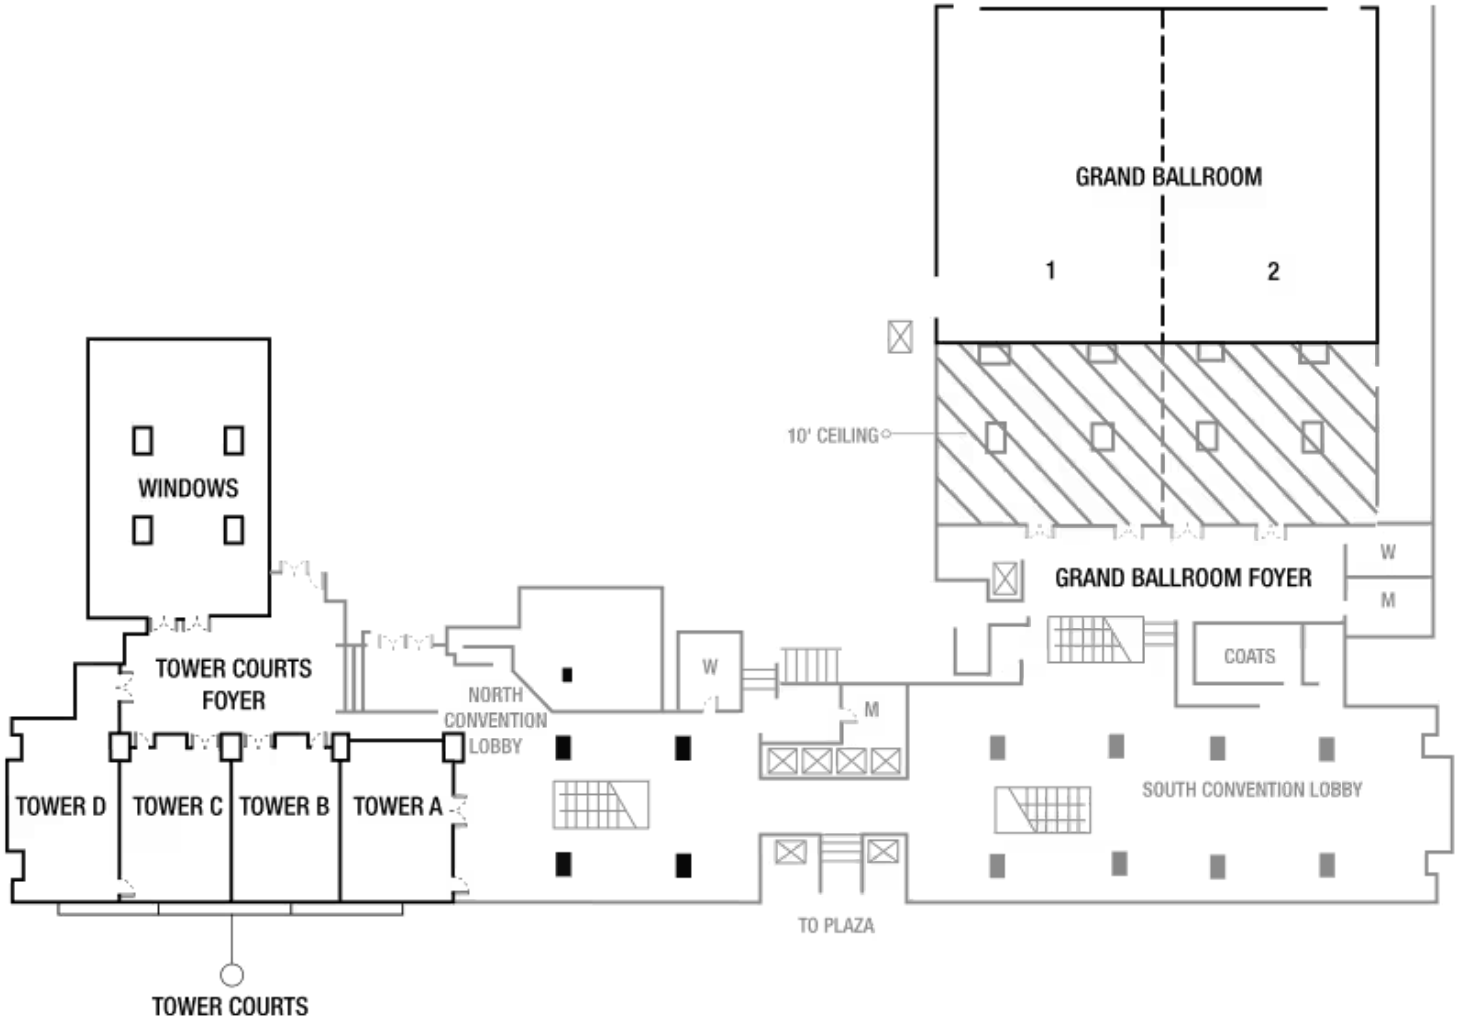 GRAND BALLROOM
1
2
10' CEILING
WINDOWS
W
GRAND BALLROOM FOYER
M
COATS
TOWER COURTS
FOYER
W
NORTH
CONVENTION
LOBBY
M
SOUTH CONVENTION LOBBY
TOWER D
TOWER C
TOWER B
TOWER A
TO PLAZA
TOWER COURTS